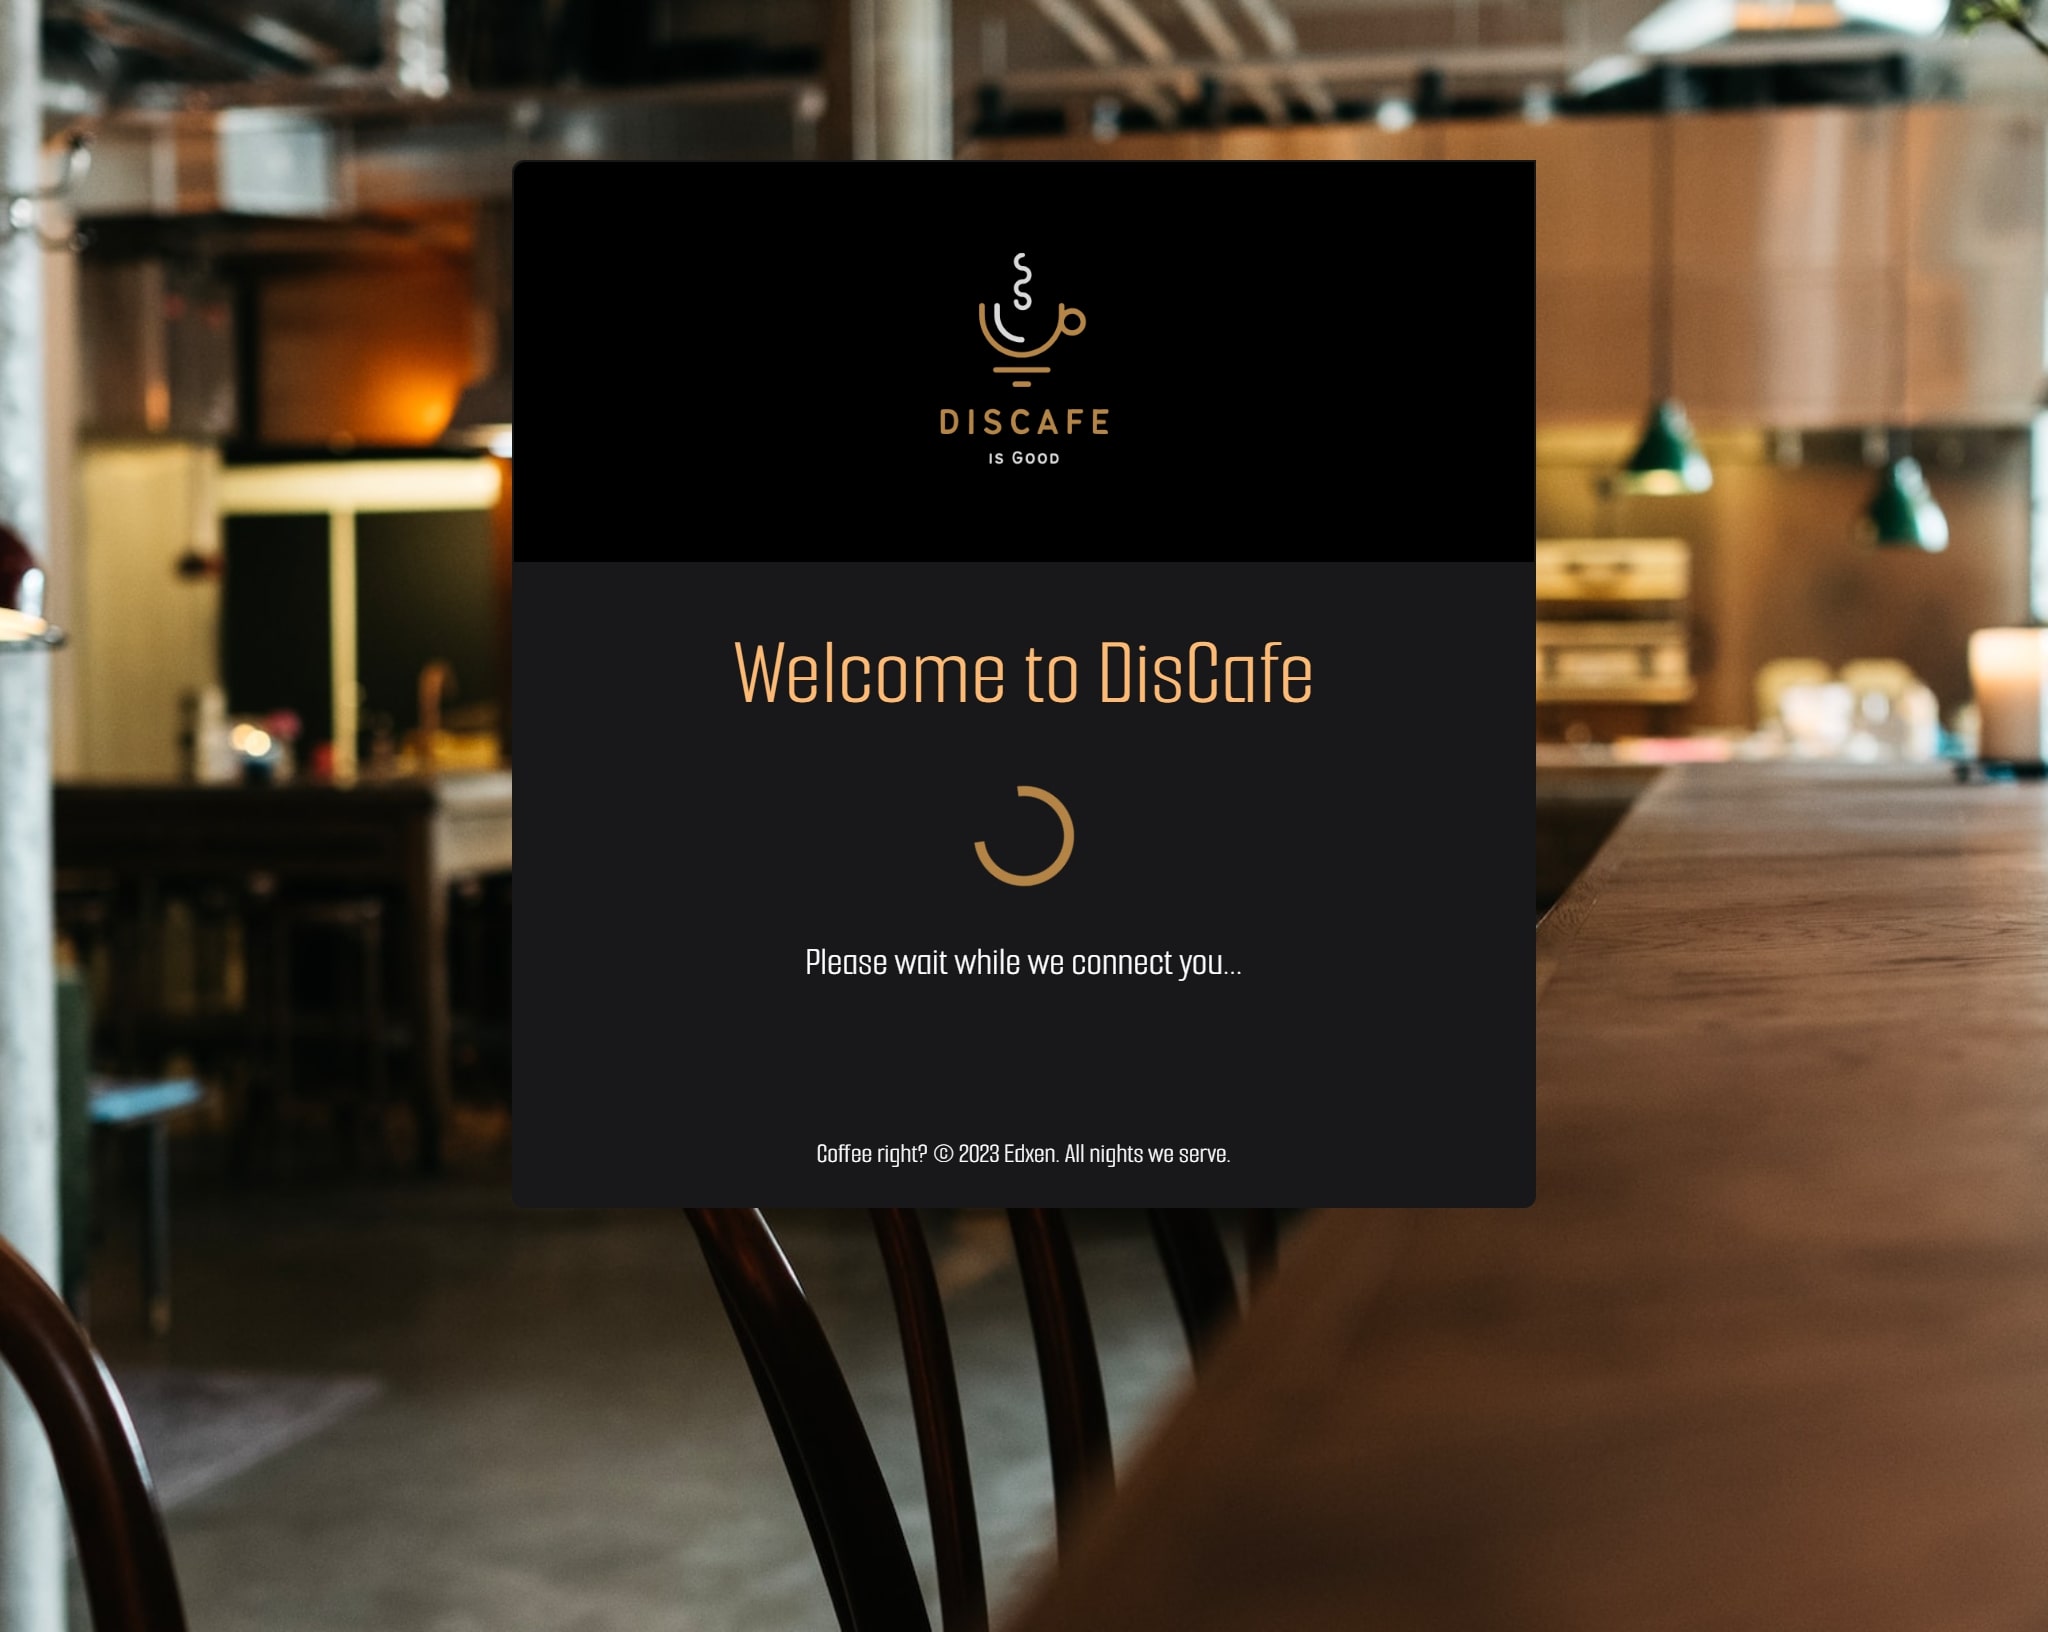 DISCAFE
IS GOOD
Welcome to DisCafe
Please wait while we connect you...
Coffee right? © 2023 Edxen. All nights we serve.